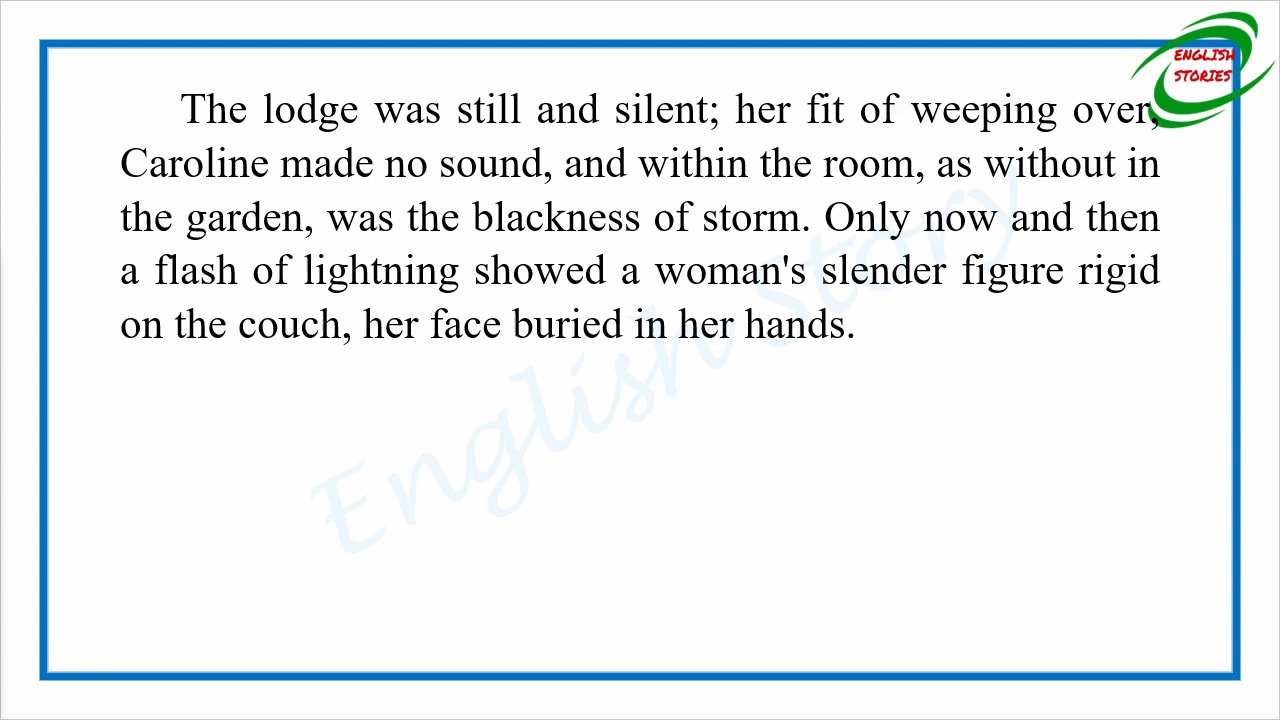 ENGLISH
STORIES
The lodge was still and silent; her fit of weeping over,
Caroline made no sound, and within the room, as without in
the garden, was the blackness of storm. Only now and then
a flash of lightning showed a woman's slender figure rigid
on the couch, her face buried in her hands.
English Story